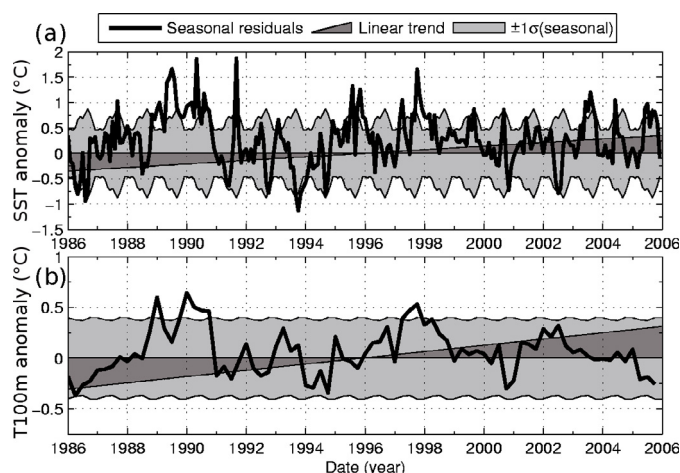 Seasonal residuals Linear trend ±1σ(seasonal)
(a)
SST anomaly (°C)
2
1.5
1
0.5
0
−0.5
−1
−1.5
1986 1988 1990 1992 1994 1996 1998 2000 2002 2004 2006
(b)
T100m anomaly (°C)
1
0.5
0
−0.5
1986 1988 1990 1992 1994 1996 1998 2000 2002 2004 2006
Date (year)